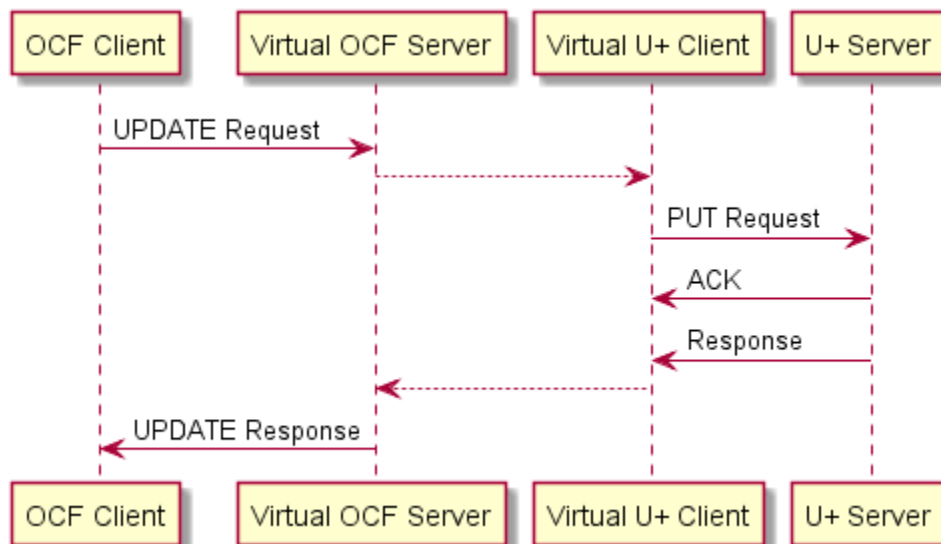 OCF Client
Virtual OCF Server
Virtual U+ Client
U+ Server
UPDATE Request
PUT Request
ACK
Response
UPDATE Response
OCF Client
Virtual OCF Server
Virtual U+ Client
U+ Server